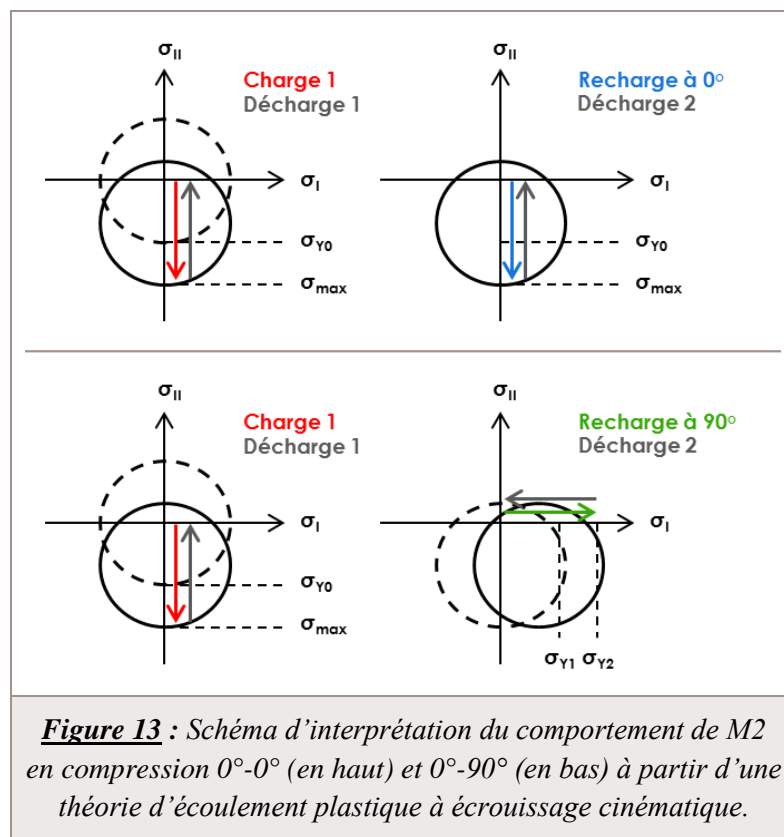 σII
Charge 1
Décharge 1
σI
σY0
σmax
σII
Recharge à 0°
Décharge 2
σI
σY0
σmax
σII
Charge 1
Décharge 1
σI
σY0
σmax
σII
Recharge à 90°
Décharge 2
σI
σY1 σY2
Figure 13 : Schéma d'interprétation du comportement de M2
en compression 0°-0° (en haut) et 0°-90° (en bas) à partir d'une
théorie d'écoulement plastique à écrouissage cinématique.